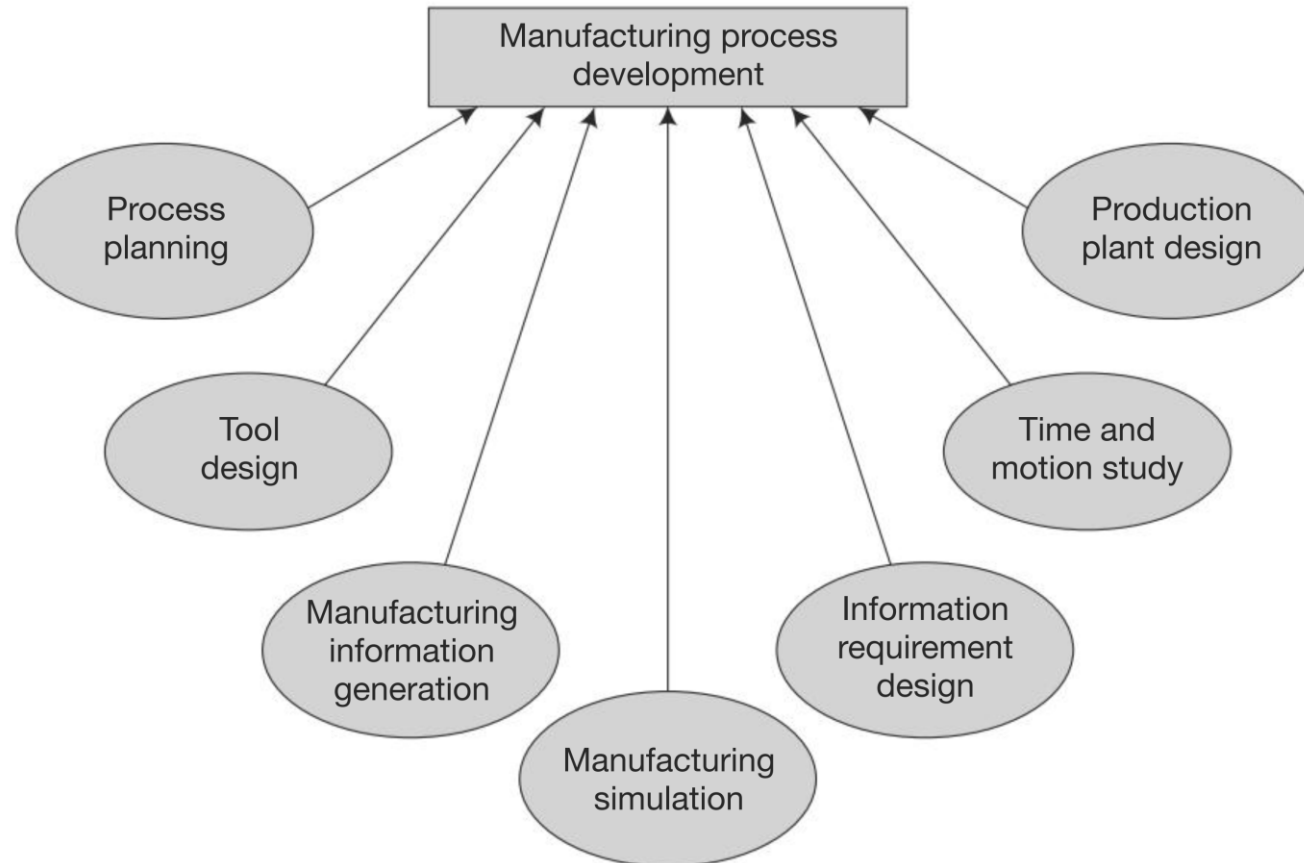 Manufacturing process
development
Process
planning
Production
plant design
Tool
design
Time and
motion study
Manufacturing
information
generation
Information
requirement
design
Manufacturing
simulation